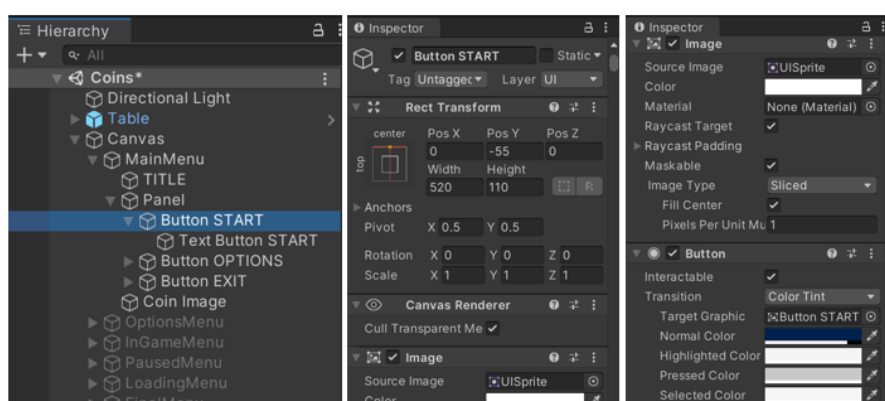 Hierarchy
All
Coins*
Directional Light
Table
Canvas
MainMenu
TITLE
Panel
Button START
Text Button START
Button OPTIONS
Button EXIT
Coin Image
OptionsMenu
InGameMenu
PausedMenu
LoadingMenu
Inspector
Button START Static
Tag Untagged Layer UI
Rect Transform
center Pos X Pos Y Pos Z
top 0 -55 0
Width Height
520 110 R
Anchors
Pivot X 0.5 Y 0.5
Rotation X 0 Y 0 Z 0
Scale X 1 Y 1 Z 1
Canvas Renderer
Cull Transparent Me
Image
Source Image UISprite
Color
Inspector
Image
Source Image UISprite
Color
Material None (Material)
Raycast Target
Raycast Padding
Maskable
Image Type Sliced
Fill Center
Pixels Per Unit Mu 1
Button
Interactable
Transition Color Tint
Target Graphic Button START
Normal Color
Highlighted Color
Pressed Color
Selected Color